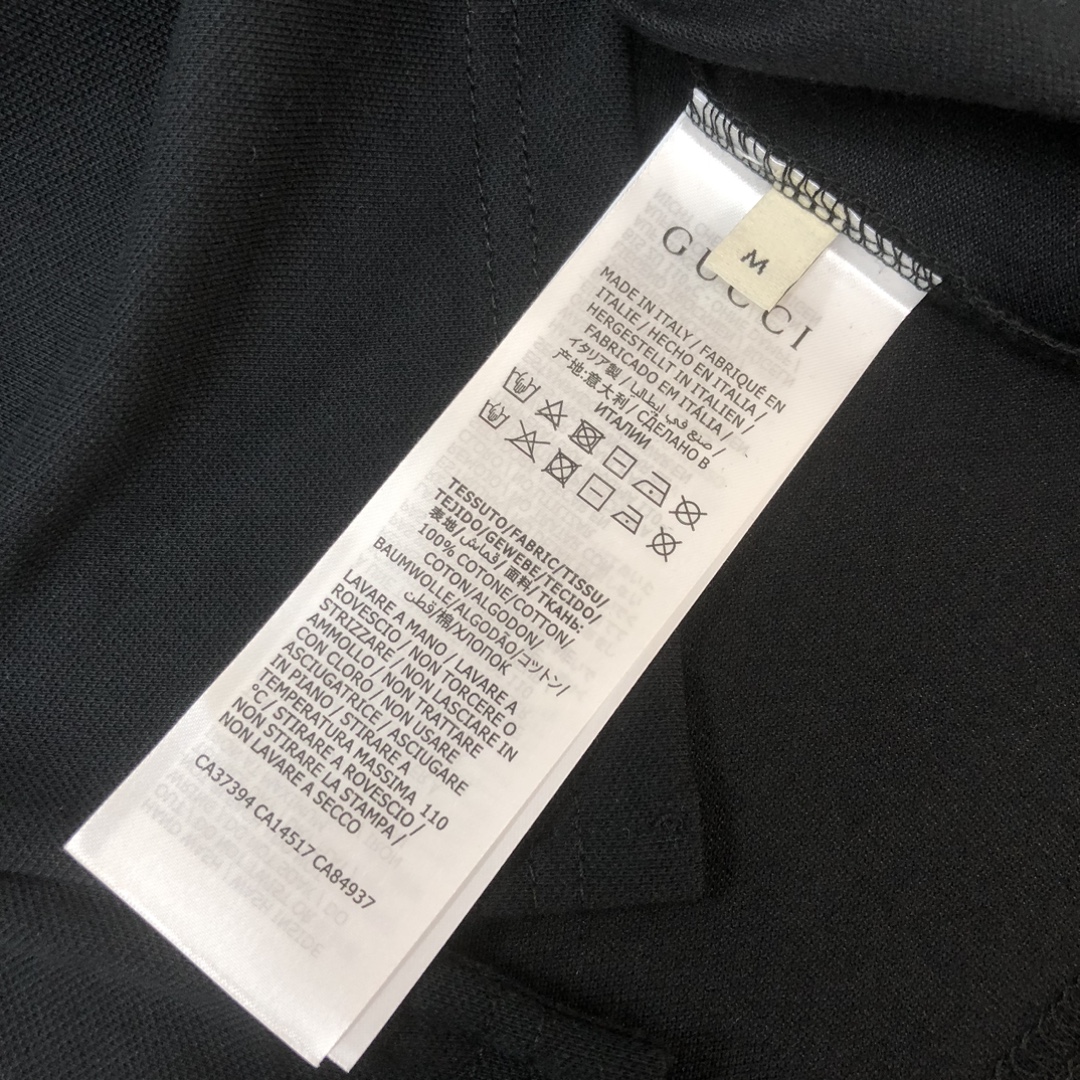 M
GUCCI
MADE IN ITALY / FABRIQUÉ EN
ITALIE / HECHO EN ITALIA /
HERGESTELLT IN ITALIEN /
FABRICADO EM ITÁLIA /
イタリア製 / صنع في إيطاليا /
产地:意大利 / СДЕЛАНО В
ИТАЛИИ
TESSUTO/FABRIC/TISSU/
TEJIDO/GEWEBE/TECIDO/
表地/قماش/面料/ТКАНЬ:
100% COTONE/COTTON/
COTON/ALGODON/
BAUMWOLLE/ALGODÃO/コットン/
قطن/棉/ХЛОПОК
LAVARE A MANO / LAVARE A
ROVESCIO / NON TORCERE O
STRIZZARE / NON LASCIARE IN
AMMOLLO / NON TRATTARE
CON CLORO / NON USARE
ASCIUGATRICE / ASCIUGARE
IN PIANO / STIRARE A
TEMPERATURA MASSIMA 110
°C / STIRARE A ROVESCIO /
NON STIRARE LA STAMPA /
NON LAVARE A SECCO
CA37394 CA14517 CA84937